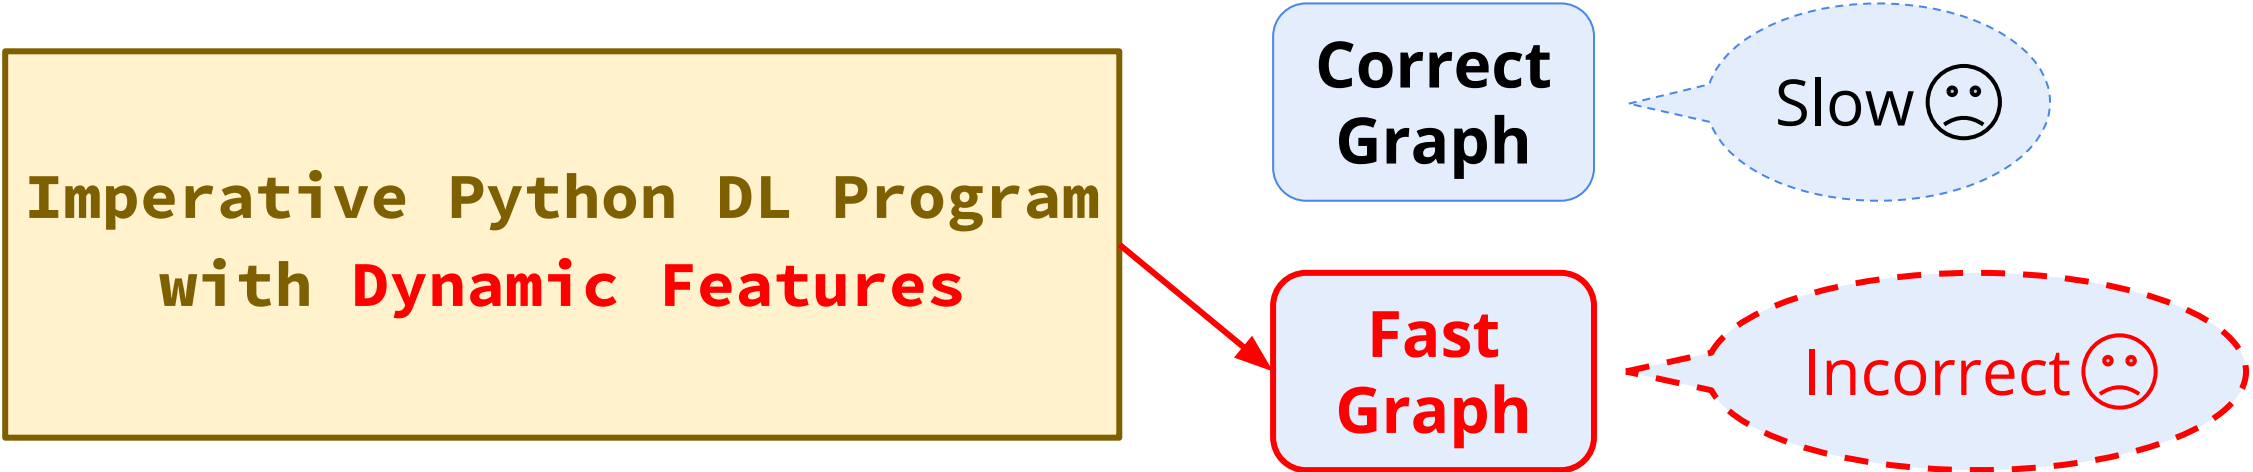 Imperative Python DL Program
with Dynamic Features
Correct
Graph
Slow
Fast
Graph
Incorrect